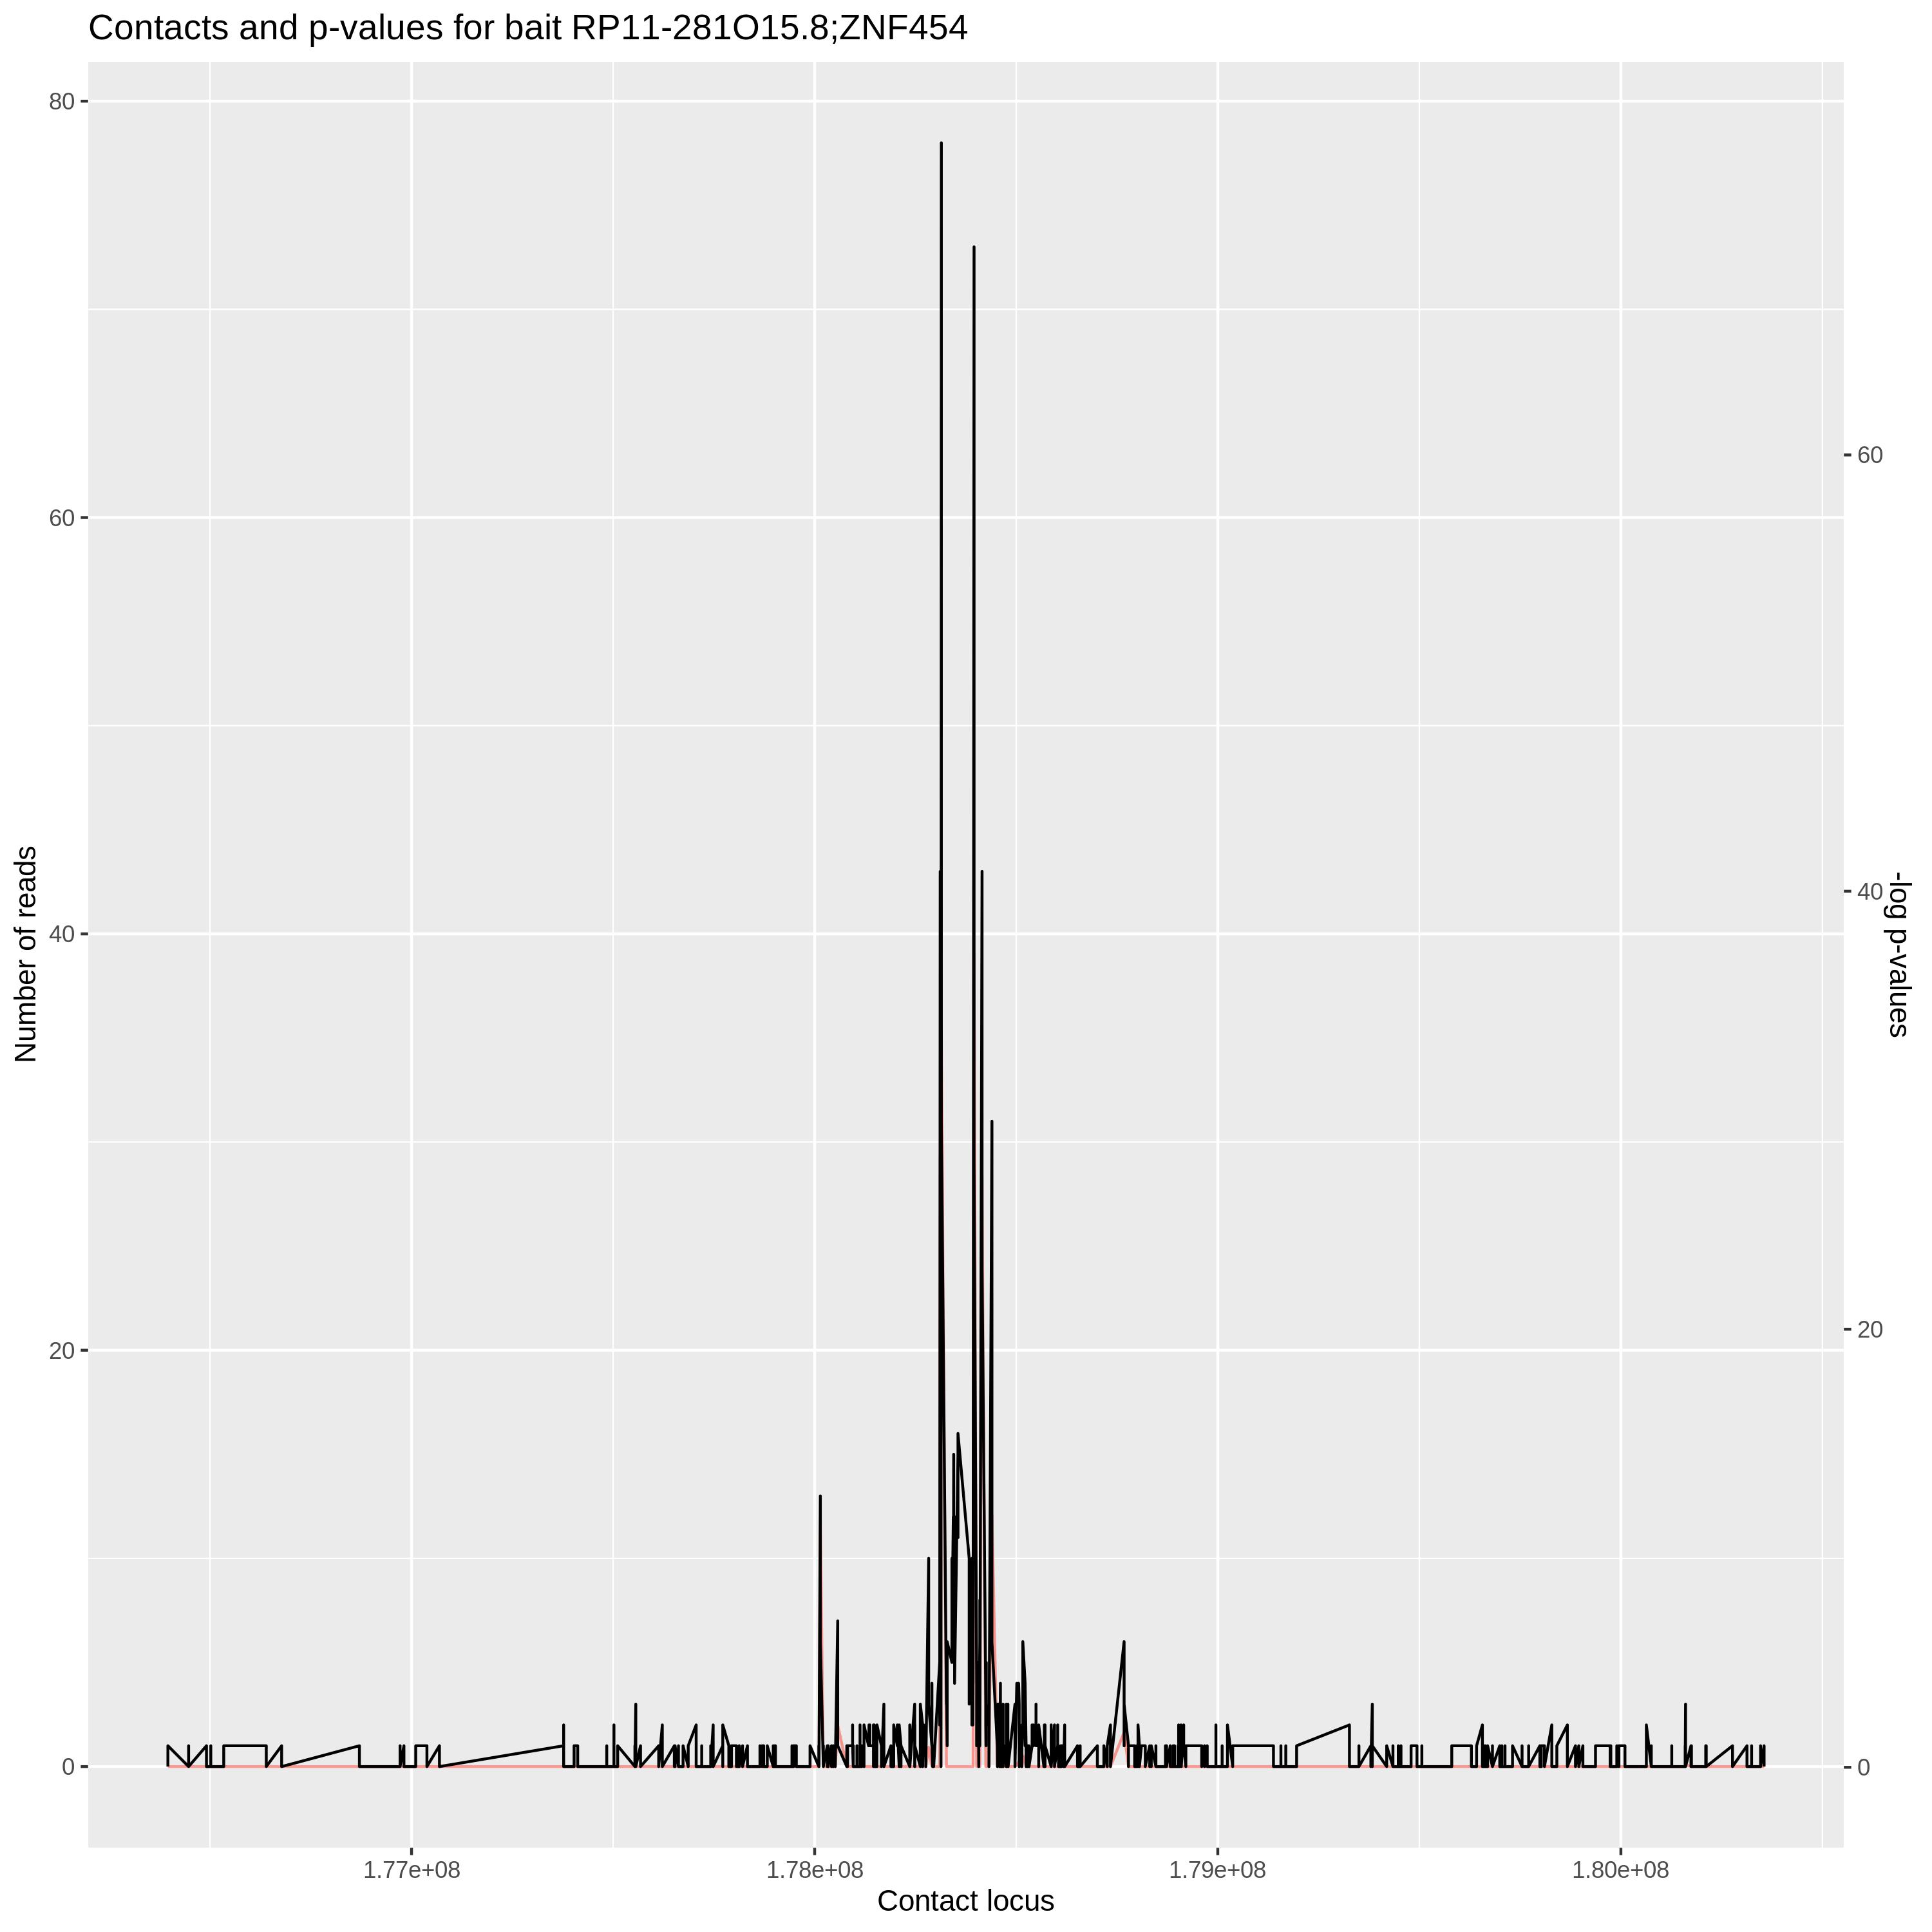 Contacts and p-values for bait RP11-281O15.8;ZNF454
80
60
40
20
0
Number of reads
60
40
20
0
-log p-values
1.77e+08
1.78e+08
1.79e+08
1.80e+08
Contact locus